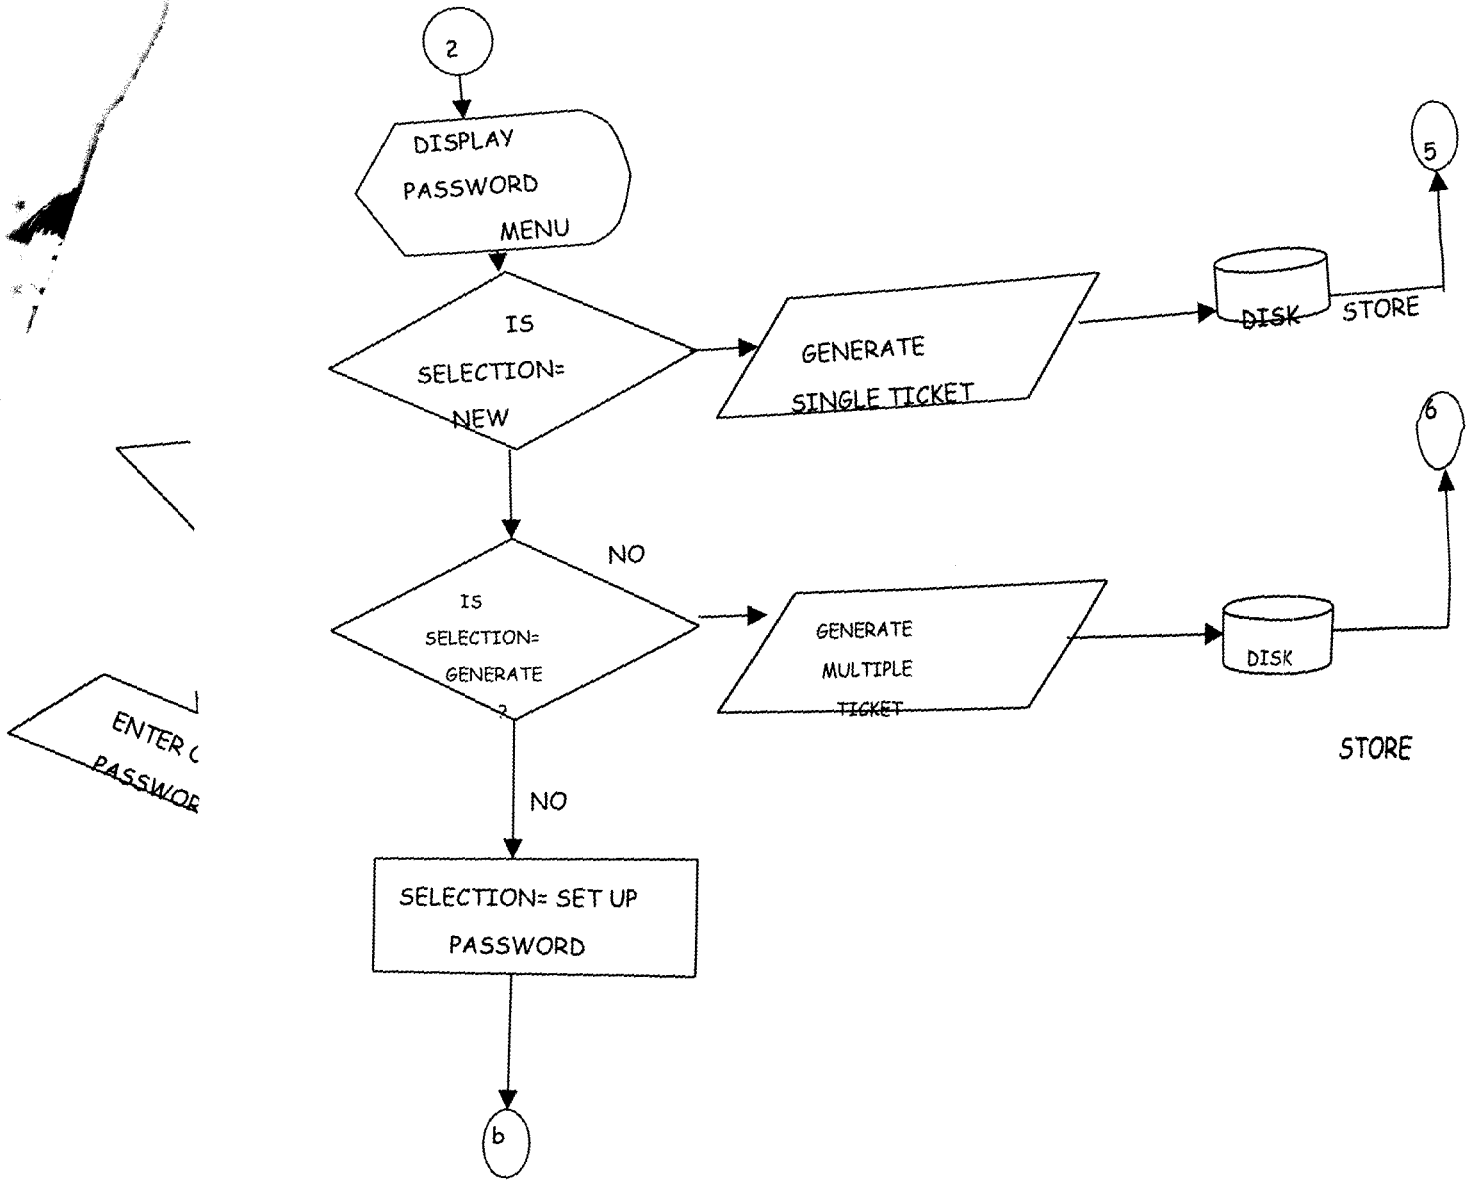 2
DISPLAY
PASSWORD
MENU
5
IS
SELECTION=
NEW
GENERATE
SINGLE TICKET
DISK
STORE
6
NO
IS
SELECTION=
GENERATE
?
GENERATE
MULTIPLE
TICKET
DISK
STORE
ENTER
NO
SELECTION= SET UP
PASSWORD
b